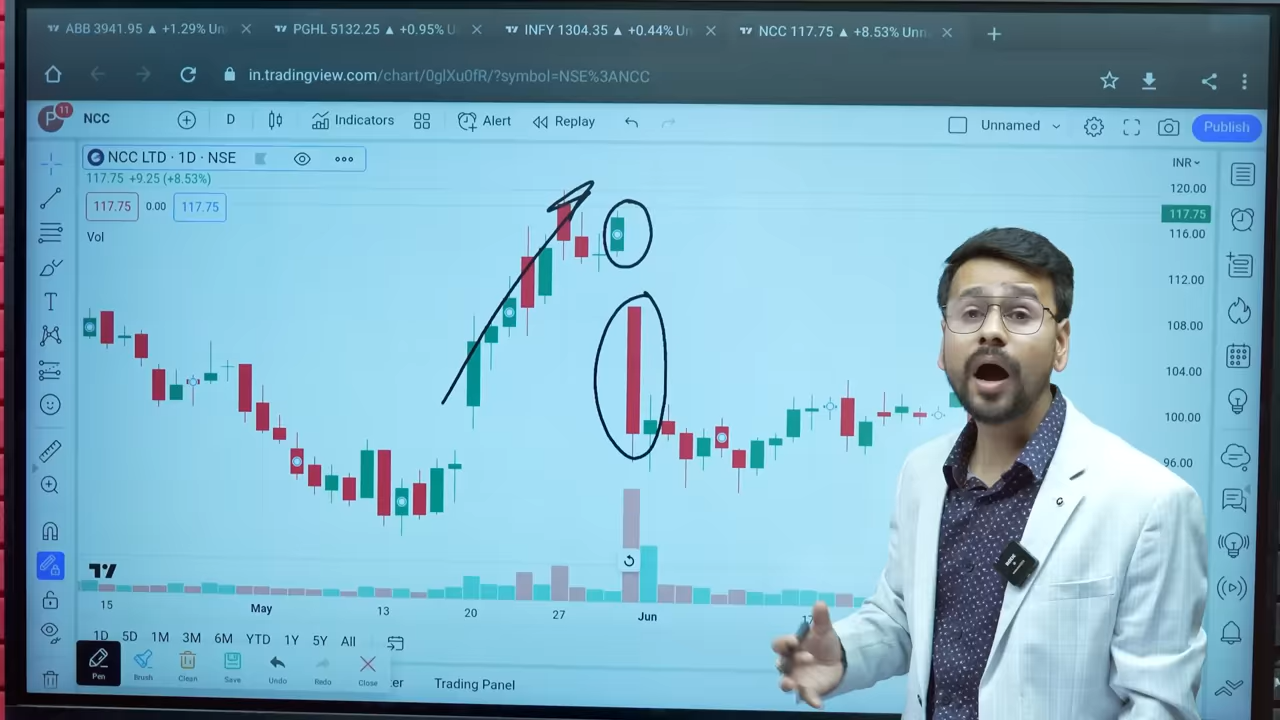 ABB 3941.95 ▲ +1.29% Un
PGHL 5132.25 ▲ +0.95% U
INFY 1304.35 ▲ +0.44% Un
NCC 117.75 ▲ +8.53% Unn
in.tradingview.com/chart/0glXu0fR/?symbol=NSE%3ANCC
P 11 NCC D Indicators Alert Replay Unnamed Publish
NCC LTD · 1D · NSE
117.75 +9.25 (+8.53%)
117.75 0.00 117.75
Vol
INR
120.00
117.75
116.00
112.00
108.00
104.00
100.00
96.00
15 May 13 20 27 Jun
1D 5D 1M 3M 6M YTD 1Y 5Y All
Pen Brush Clean Save Undo Redo Close
er Trading Panel